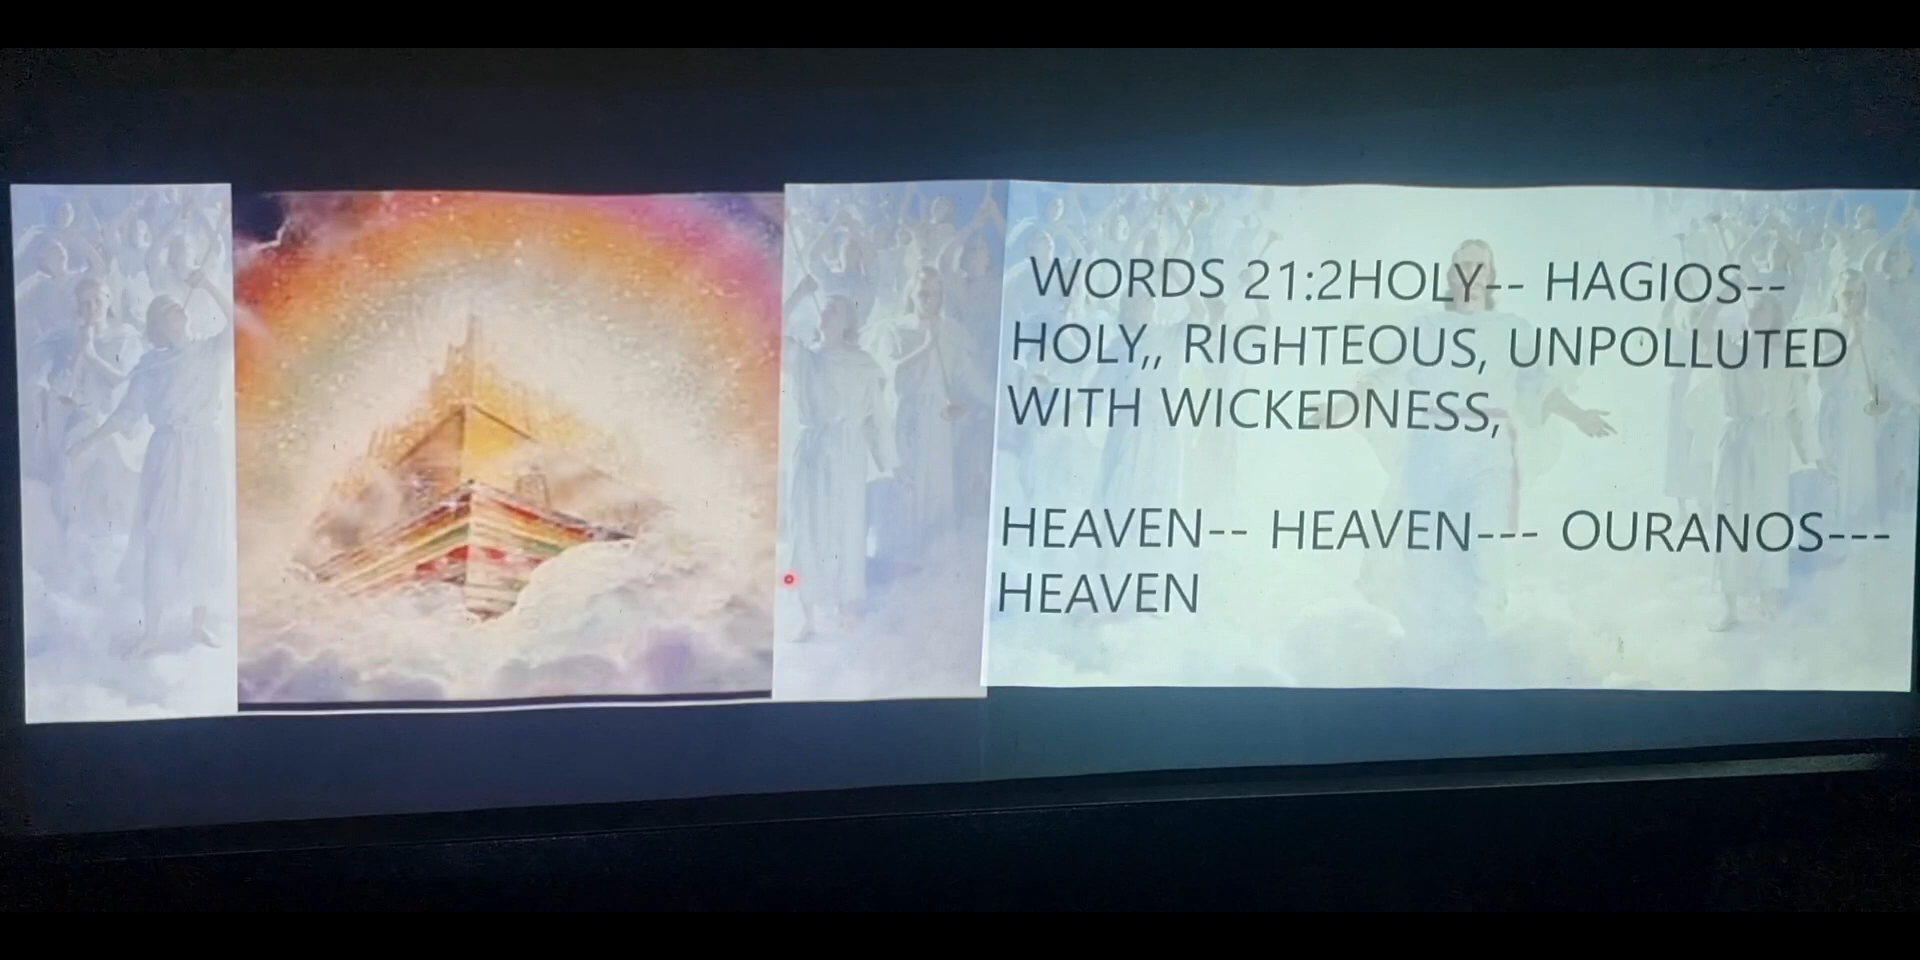 WORDS 21:2HOLY-- HAGIOS--
HOLY,, RIGHTEOUS, UNPOLLUTED
WITH WICKEDNESS,
HEAVEN-- HEAVEN--- OURANOS---
HEAVEN